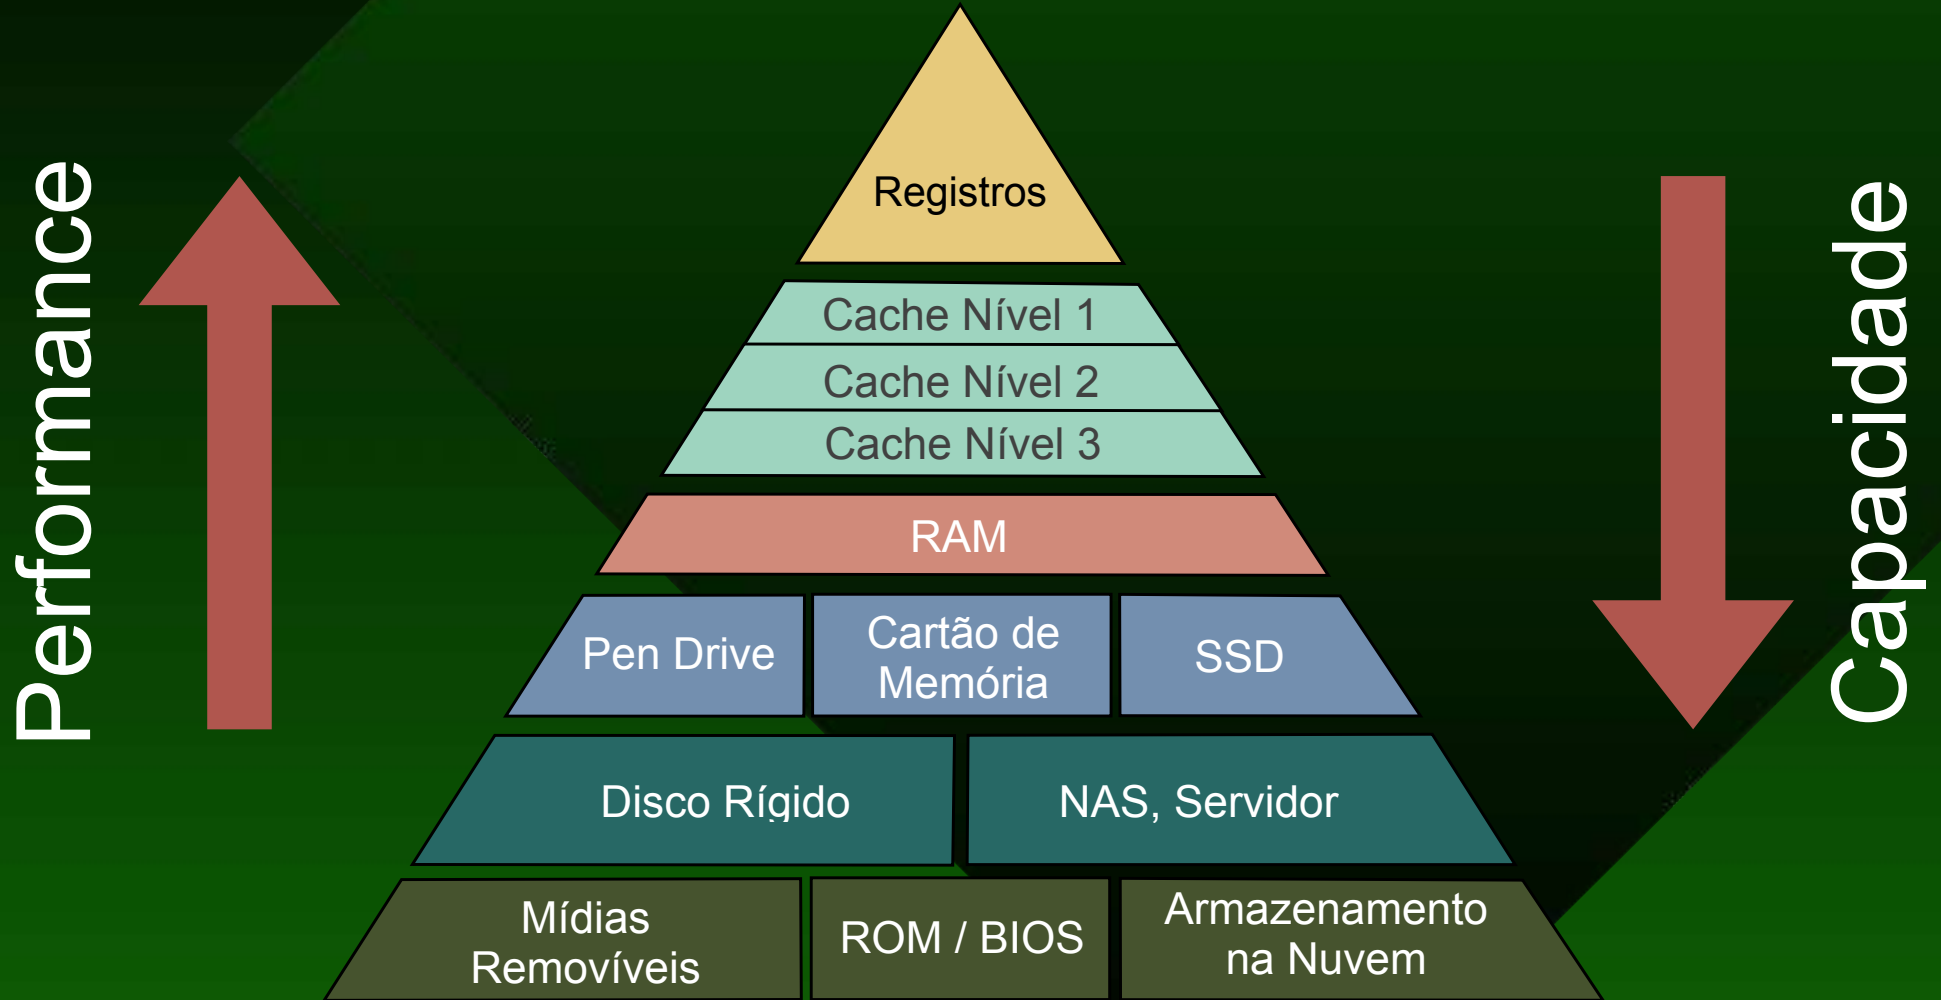 Performance
Registros
Cache Nível 1
Cache Nível 2
Cache Nível 3
RAM
Pen Drive
Cartão de
Memória
SSD
Disco Rígido
NAS, Servidor
Mídias
Removíveis
ROM / BIOS
Armazenamento
na Nuvem
Capacidade